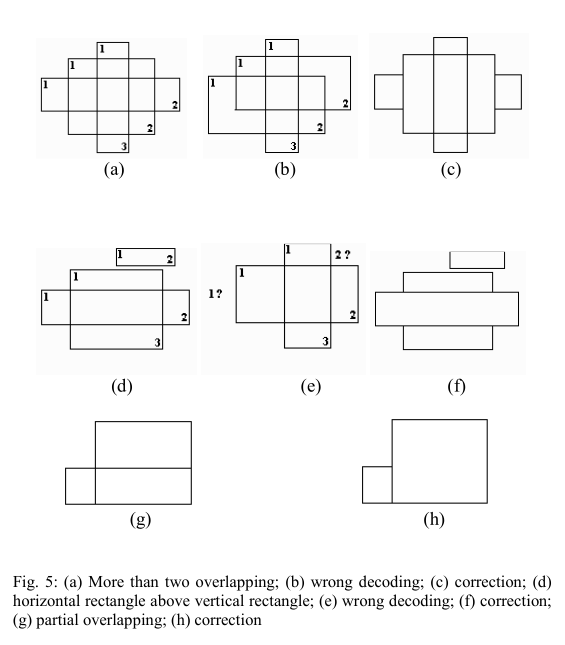 1
1
1
2
2
3
(a)
1
1
1
2
2
3
(b)
(c)
1 2
1
1
2
3
(d)
1 2 ?
1
1 ?
2
3
(e)
(f)
(g)
(h)
Fig. 5: (a) More than two overlapping; (b) wrong decoding; (c) correction; (d)
horizontal rectangle above vertical rectangle; (e) wrong decoding; (f) correction;
(g) partial overlapping; (h) correction